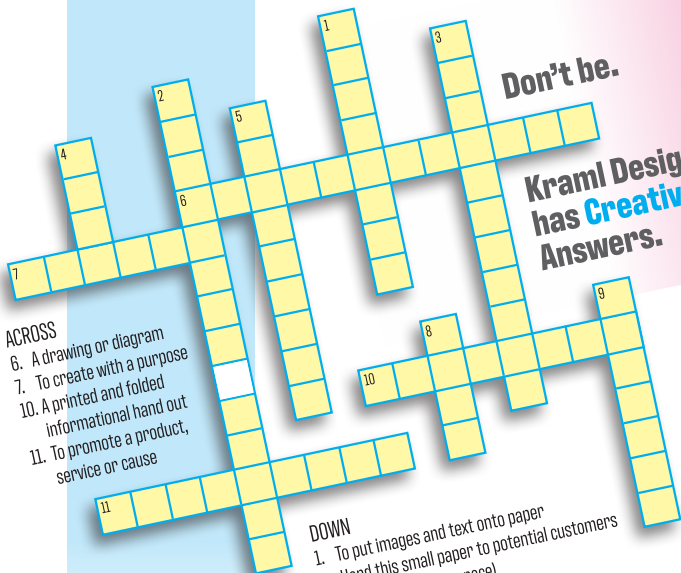 1
3
2
5
4
6
7
8
9
10
11
Don't be.
Kraml Desig
has Creativ
Answers.
ACROSS
6. A drawing or diagram
7. To create with a purpose
10. A printed and folded
informational hand out
11. To promote a product,
service or cause
DOWN
1. To put images and text onto paper
this small paper to potential customers